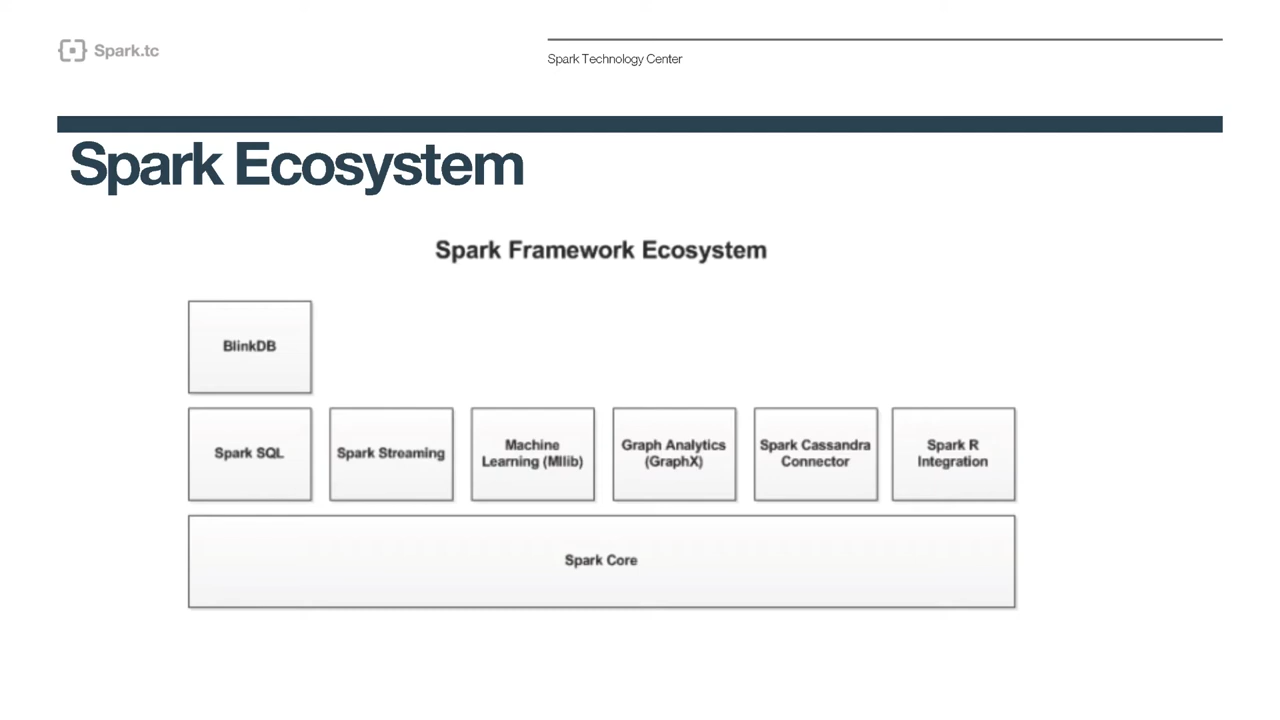 Spark.tc
Spark Technology Center
Spark Ecosystem
Spark Framework Ecosystem
BlinkDB
Spark SQL
Spark Streaming
Machine
Learning (Mllib)
Graph Analytics
(GraphX)
Spark Cassandra
Connector
Spark R
Integration
Spark Core